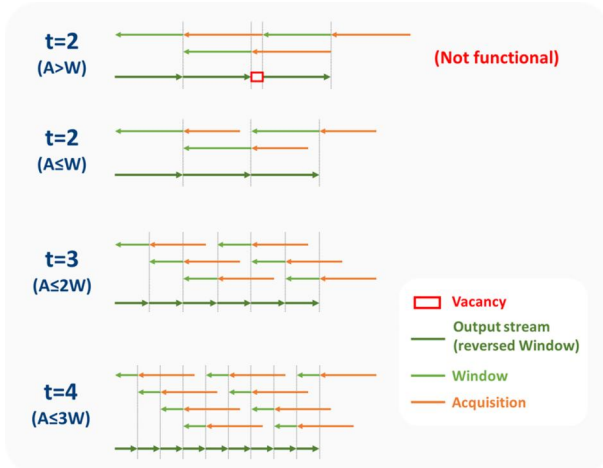 t=2
(A>W)
(Not functional)
t=2
(A≤W)
t=3
(A≤2W)
t=4
(A≤3W)
Vacancy
Output stream
(reversed Window)
Window
Acquisition